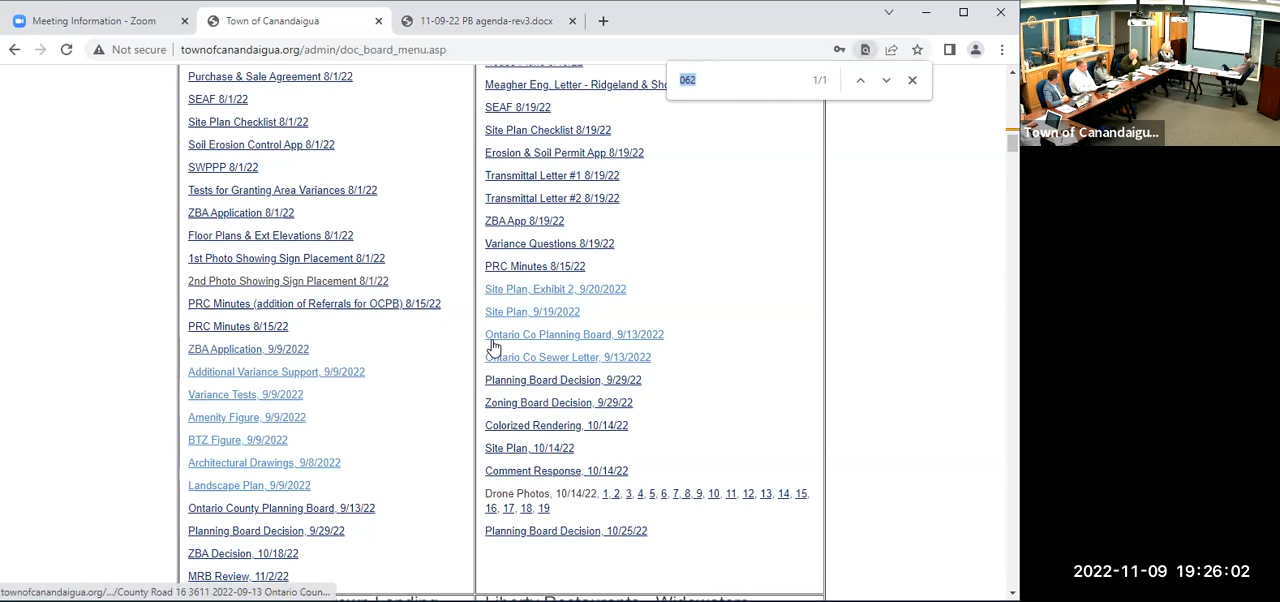 Meeting Information - Zoom
Town of Canandaigua
11-09-22 PB agenda-rev3.docx
Not secure
townofcanandaigua.org/admin/doc_board_menu.asp
062
1/1
Purchase & Sale Agreement 8/1/22
SEAF 8/1/22
Site Plan Checklist 8/1/22
Soil Erosion Control App 8/1/22
SWPPP 8/1/22
Tests for Granting Area Variances 8/1/22
ZBA Application 8/1/22
Floor Plans & Ext Elevations 8/1/22
1st Photo Showing Sign Placement 8/1/22
2nd Photo Showing Sign Placement 8/1/22
PRC Minutes (addition of Referrals for OCPB) 8/15/22
PRC Minutes 8/15/22
ZBA Application, 9/9/2022
Additional Variance Support, 9/9/2022
Variance Tests, 9/9/2022
Amenity Figure, 9/9/2022
BTZ Figure, 9/9/2022
Architectural Drawings, 9/8/2022
Landscape Plan, 9/9/2022
Ontario County Planning Board, 9/13/22
Planning Board Decision, 9/29/22
ZBA Decision, 10/18/22
MRB Review, 11/2/22
Meagher Eng. Letter - Ridgeland & Sho
SEAF 8/19/22
Site Plan Checklist 8/19/22
Erosion & Soil Permit App 8/19/22
Transmittal Letter #1 8/19/22
Transmittal Letter #2 8/19/22
ZBA App 8/19/22
Variance Questions 8/19/22
PRC Minutes 8/15/22
Site Plan, Exhibit 2, 9/20/2022
Site Plan, 9/19/2022
Ontario Co Planning Board, 9/13/2022
Ontario Co Sewer Letter, 9/13/2022
Planning Board Decision, 9/29/22
Zoning Board Decision, 9/29/22
Colorized Rendering, 10/14/22
Site Plan, 10/14/22
Comment Response, 10/14/22
Drone Photos, 10/14/22, 1, 2, 3, 4, 5, 6, 7, 8, 9, 10, 11, 12, 13, 14, 15,
16, 17, 18, 19
Planning Board Decision, 10/25/22
townofcanandaigua.org/.../County Road 16 3611 2022-09-13 Ontario Coun...
Town of Canandaigu...
2022-11-09 19:26:02